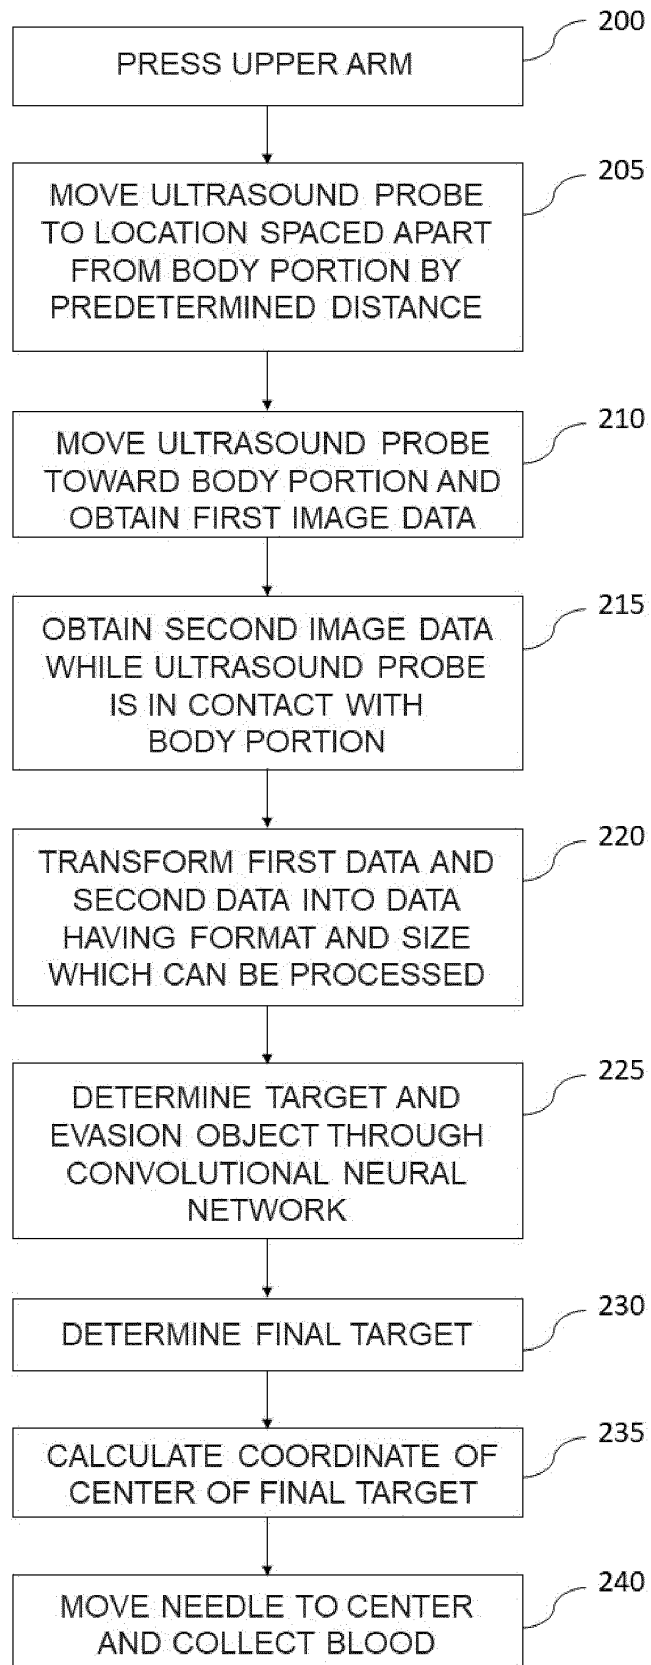 200
PRESS UPPER ARM
205
MOVE ULTRASOUND PROBE
TO LOCATION SPACED APART
FROM BODY PORTION BY
PREDETERMINED DISTANCE
210
MOVE ULTRASOUND PROBE
TOWARD BODY PORTION AND
OBTAIN FIRST IMAGE DATA
215
OBTAIN SECOND IMAGE DATA
WHILE ULTRASOUND PROBE
IS IN CONTACT WITH
BODY PORTION
220
TRANSFORM FIRST DATA AND
SECOND DATA INTO DATA
HAVING FORMAT AND SIZE
WHICH CAN BE PROCESSED
225
DETERMINE TARGET AND
EVASION OBJECT THROUGH
CONVOLUTIONAL NEURAL
NETWORK
230
DETERMINE FINAL TARGET
235
CALCULATE COORDINATE OF
CENTER OF FINAL TARGET
240
MOVE NEEDLE TO CENTER
AND COLLECT BLOOD